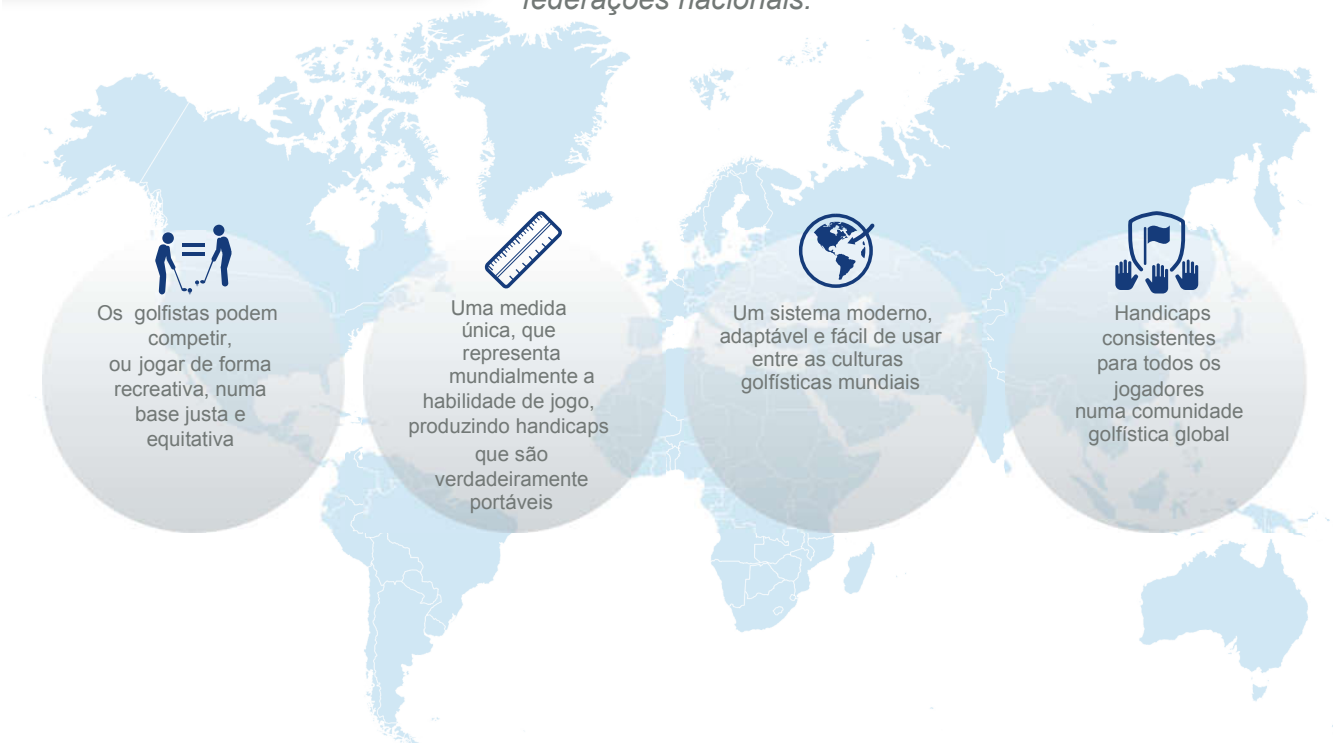 federações nacionais.
Os golfistas podem
competir,
ou jogar de forma
recreativa, numa
base justa e
equitativa
Uma medida
única, que
representa
mundialmente a
habilidade de jogo,
produzindo handicaps
que são
verdadeiramente
portáveis
Um sistema moderno,
adaptável e fácil de usar
entre as culturas
golfísticas mundiais
Handicaps
consistentes
para todos os
jogadores
numa comunidade
golfística global